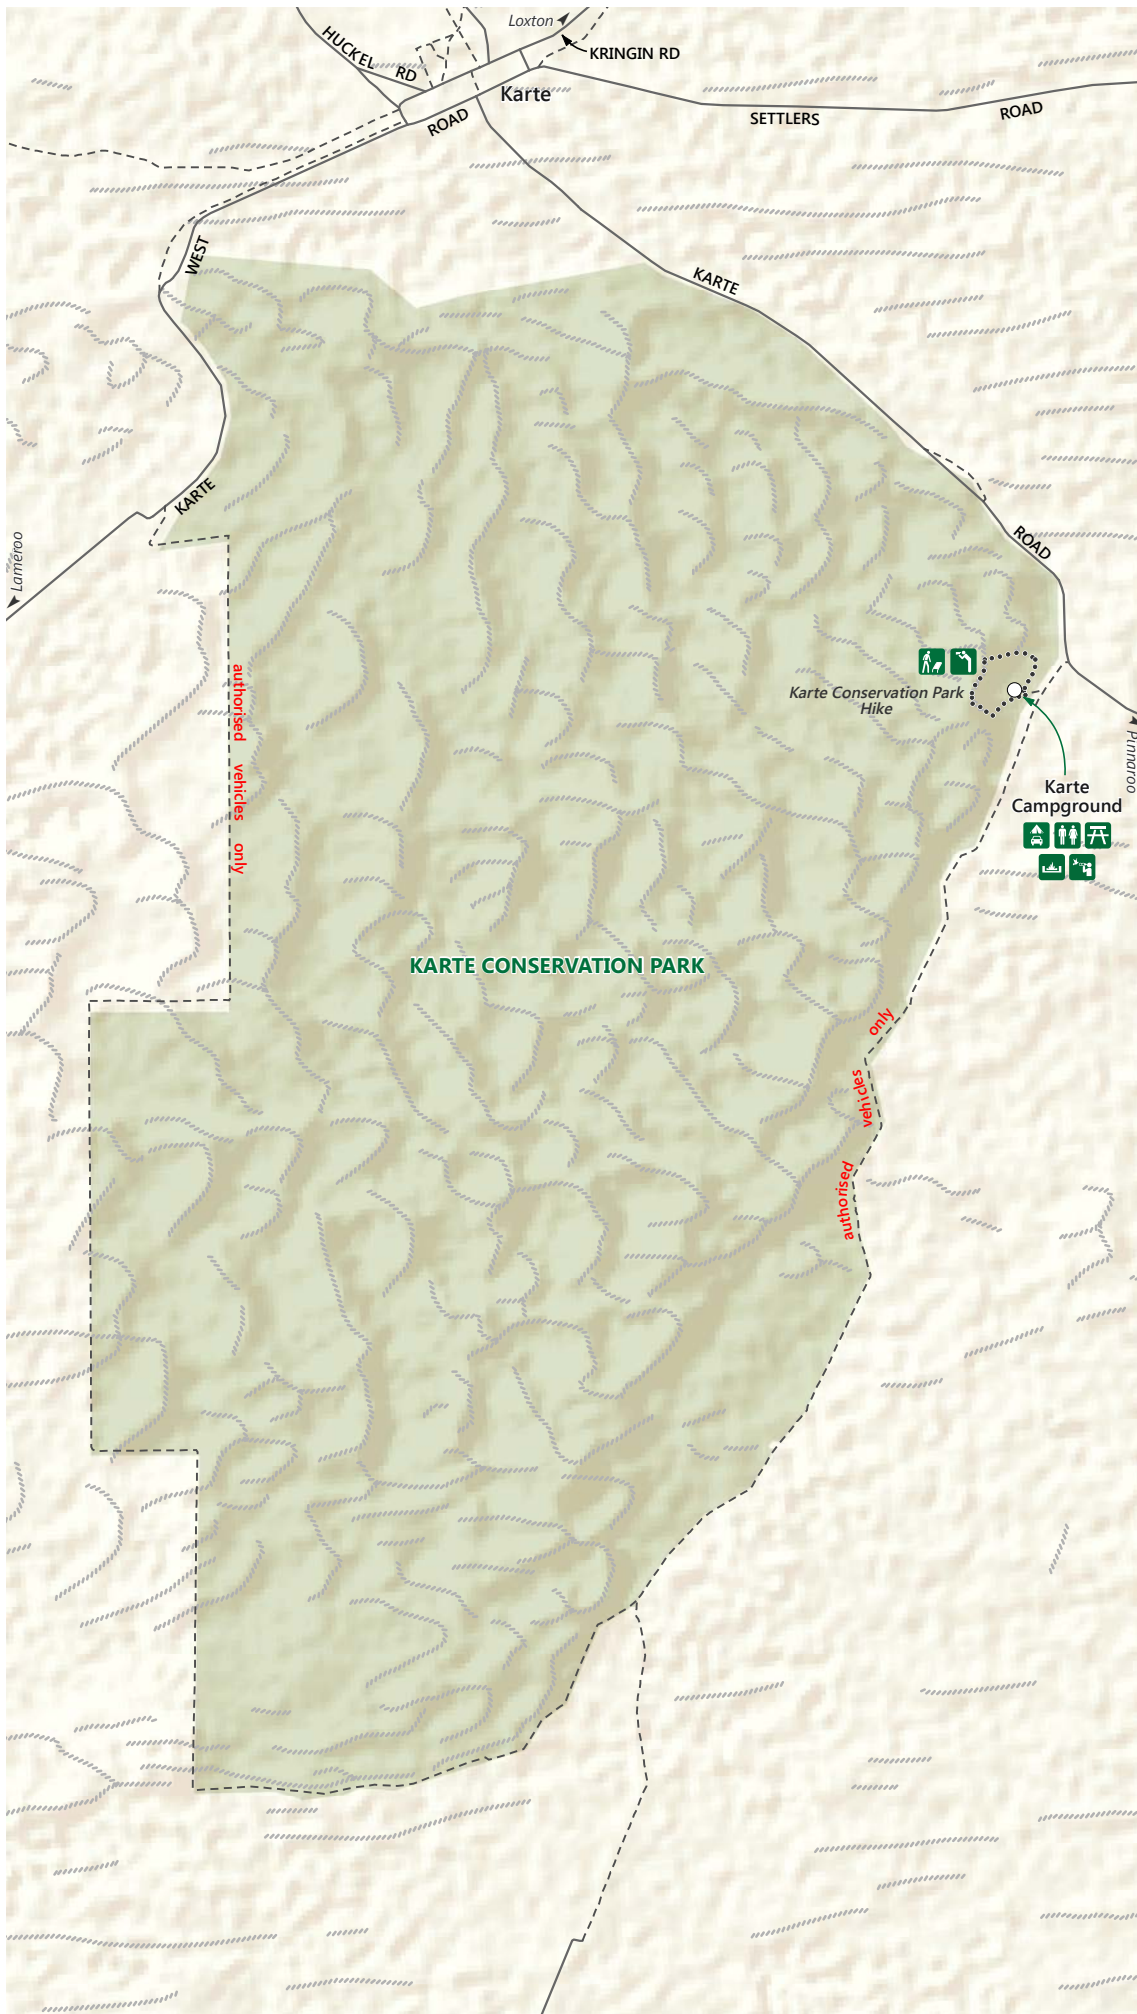 Loxton
HUCKEL RD
KRINGIN RD
Karte
ROAD
SETTLERS
ROAD
WEST
KARTE
KARTE
ROAD
Lameroo
authorised vehicles only
Karte Conservation Park
Hike
Pinnaroo
Karte
Campground
KARTE CONSERVATION PARK
only
vehicles
authorised